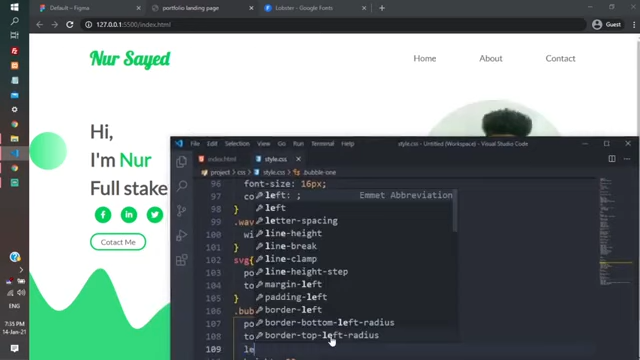 Default – Figma
portfolio landing page
Lobster - Google Fonts
127.0.0.1:5500/index.html
Guest
Nur Sayed
Home
About
Contact
Hi,
I'm Nur
Full stake
Cotact Me
File
Edit
Selection
View
Go
Run
Terminal
Help
style.css - Untitled (Workspace) - Visual Studio Code
index.html
style.css
project > css > style.css > .bubble-one
96 font-size: 16px;
97 co
98 }
99 .wav
100 wi
101 }
102 svg{
103 po
104 to
105 }
106 .bub
107 po
108 to
109 le
left: ; Emmet Abbreviation
left
letter-spacing
line-height
line-break
line-clamp
line-height-step
margin-left
padding-left
border-left
border-bottom-left-radius
border-top-left-radius
ENG
7:35 PM
14-Jan-21